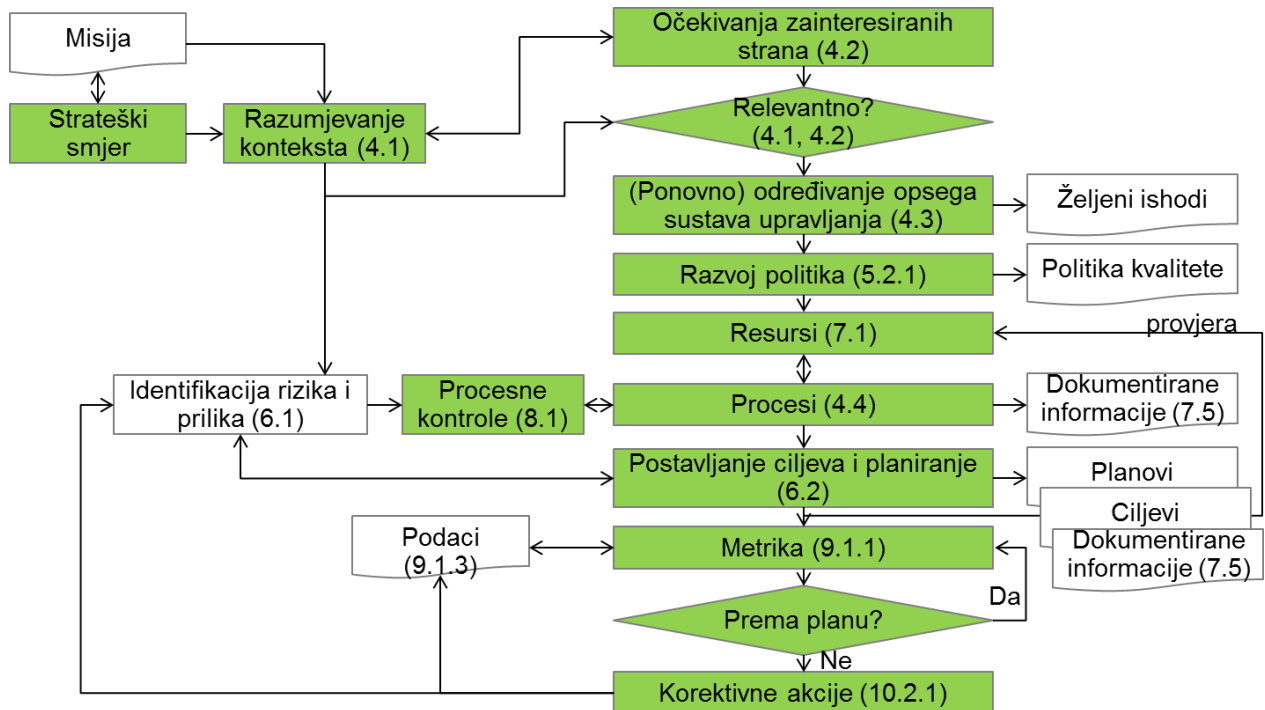 Misija
Očekivanja zainteresiranih
strana (4.2)
Strateški
smjer
Razumjevanje
konteksta (4.1)
Relevantno?
(4.1, 4.2)
(Ponovno) određivanje opsega
sustava upravljanja (4.3)
Željeni ishodi
Razvoj politika (5.2.1)
Politika kvalitete
Resursi (7.1)
provjera
Identifikacija rizika i
prilika (6.1)
Procesne
kontrole (8.1)
Procesi (4.4)
Dokumentirane
informacije (7.5)
Postavljanje ciljeva i planiranje
(6.2)
Planovi
Ciljevi
Dokumentirane
informacije (7.5)
Podaci
(9.1.3)
Metrika (9.1.1)
Da
Prema planu?
Ne
Korektivne akcije (10.2.1)